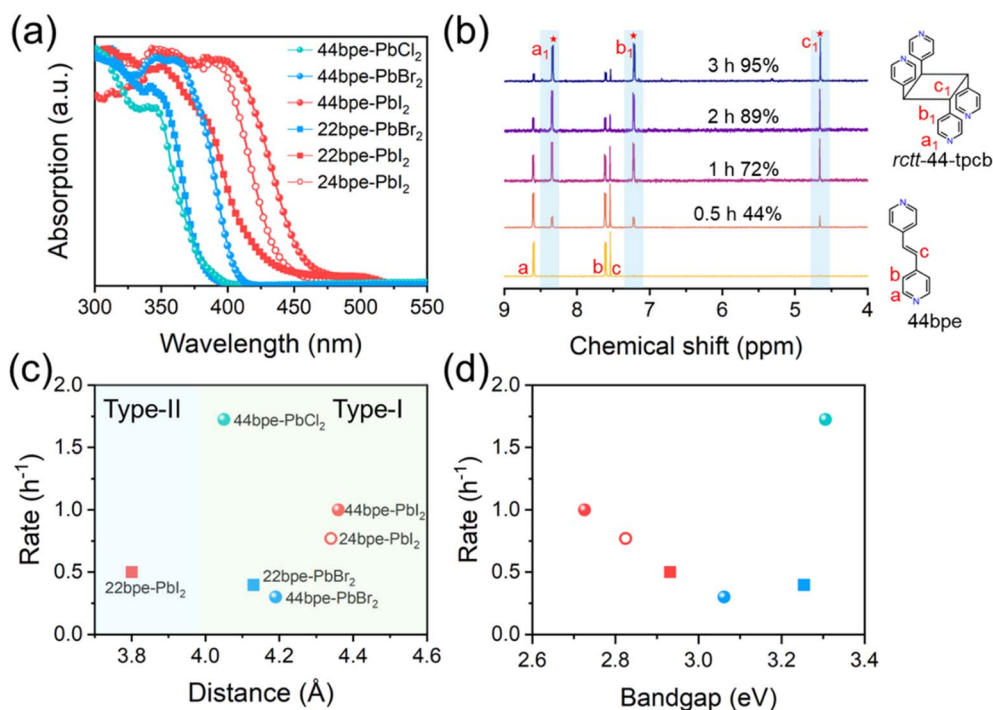 (a)
Absorption (a.u.)
44bpe-PbCl₂
44bpe-PbBr₂
44bpe-PbI₂
22bpe-PbBr₂
22bpe-PbI₂
24bpe-PbI₂
300 350 400 450 500 550
Wavelength (nm)
(b)
a₁ ★ b₁ ★ c₁ ★
3 h 95%
2 h 89%
1 h 72%
0.5 h 44%
a b c
9 8 7 6 5 4
Chemical shift (ppm)
N N
c₁
b₁ N
a₁ N
rctt-44-tpcb
N
c
b
a N
44bpe
(c)
Rate (h⁻¹)
2.0
1.5
1.0
0.5
0.0
Type-II Type-I
44bpe-PbCl₂
44bpe-PbI₂
24bpe-PbI₂
22bpe-PbI₂ 22bpe-PbBr₂
44bpe-PbBr₂
3.8 4.0 4.2 4.4 4.6
Distance (Å)
(d)
Rate (h⁻¹)
2.0
1.5
1.0
0.5
0.0
2.6 2.8 3.0 3.2 3.4
Bandgap (eV)